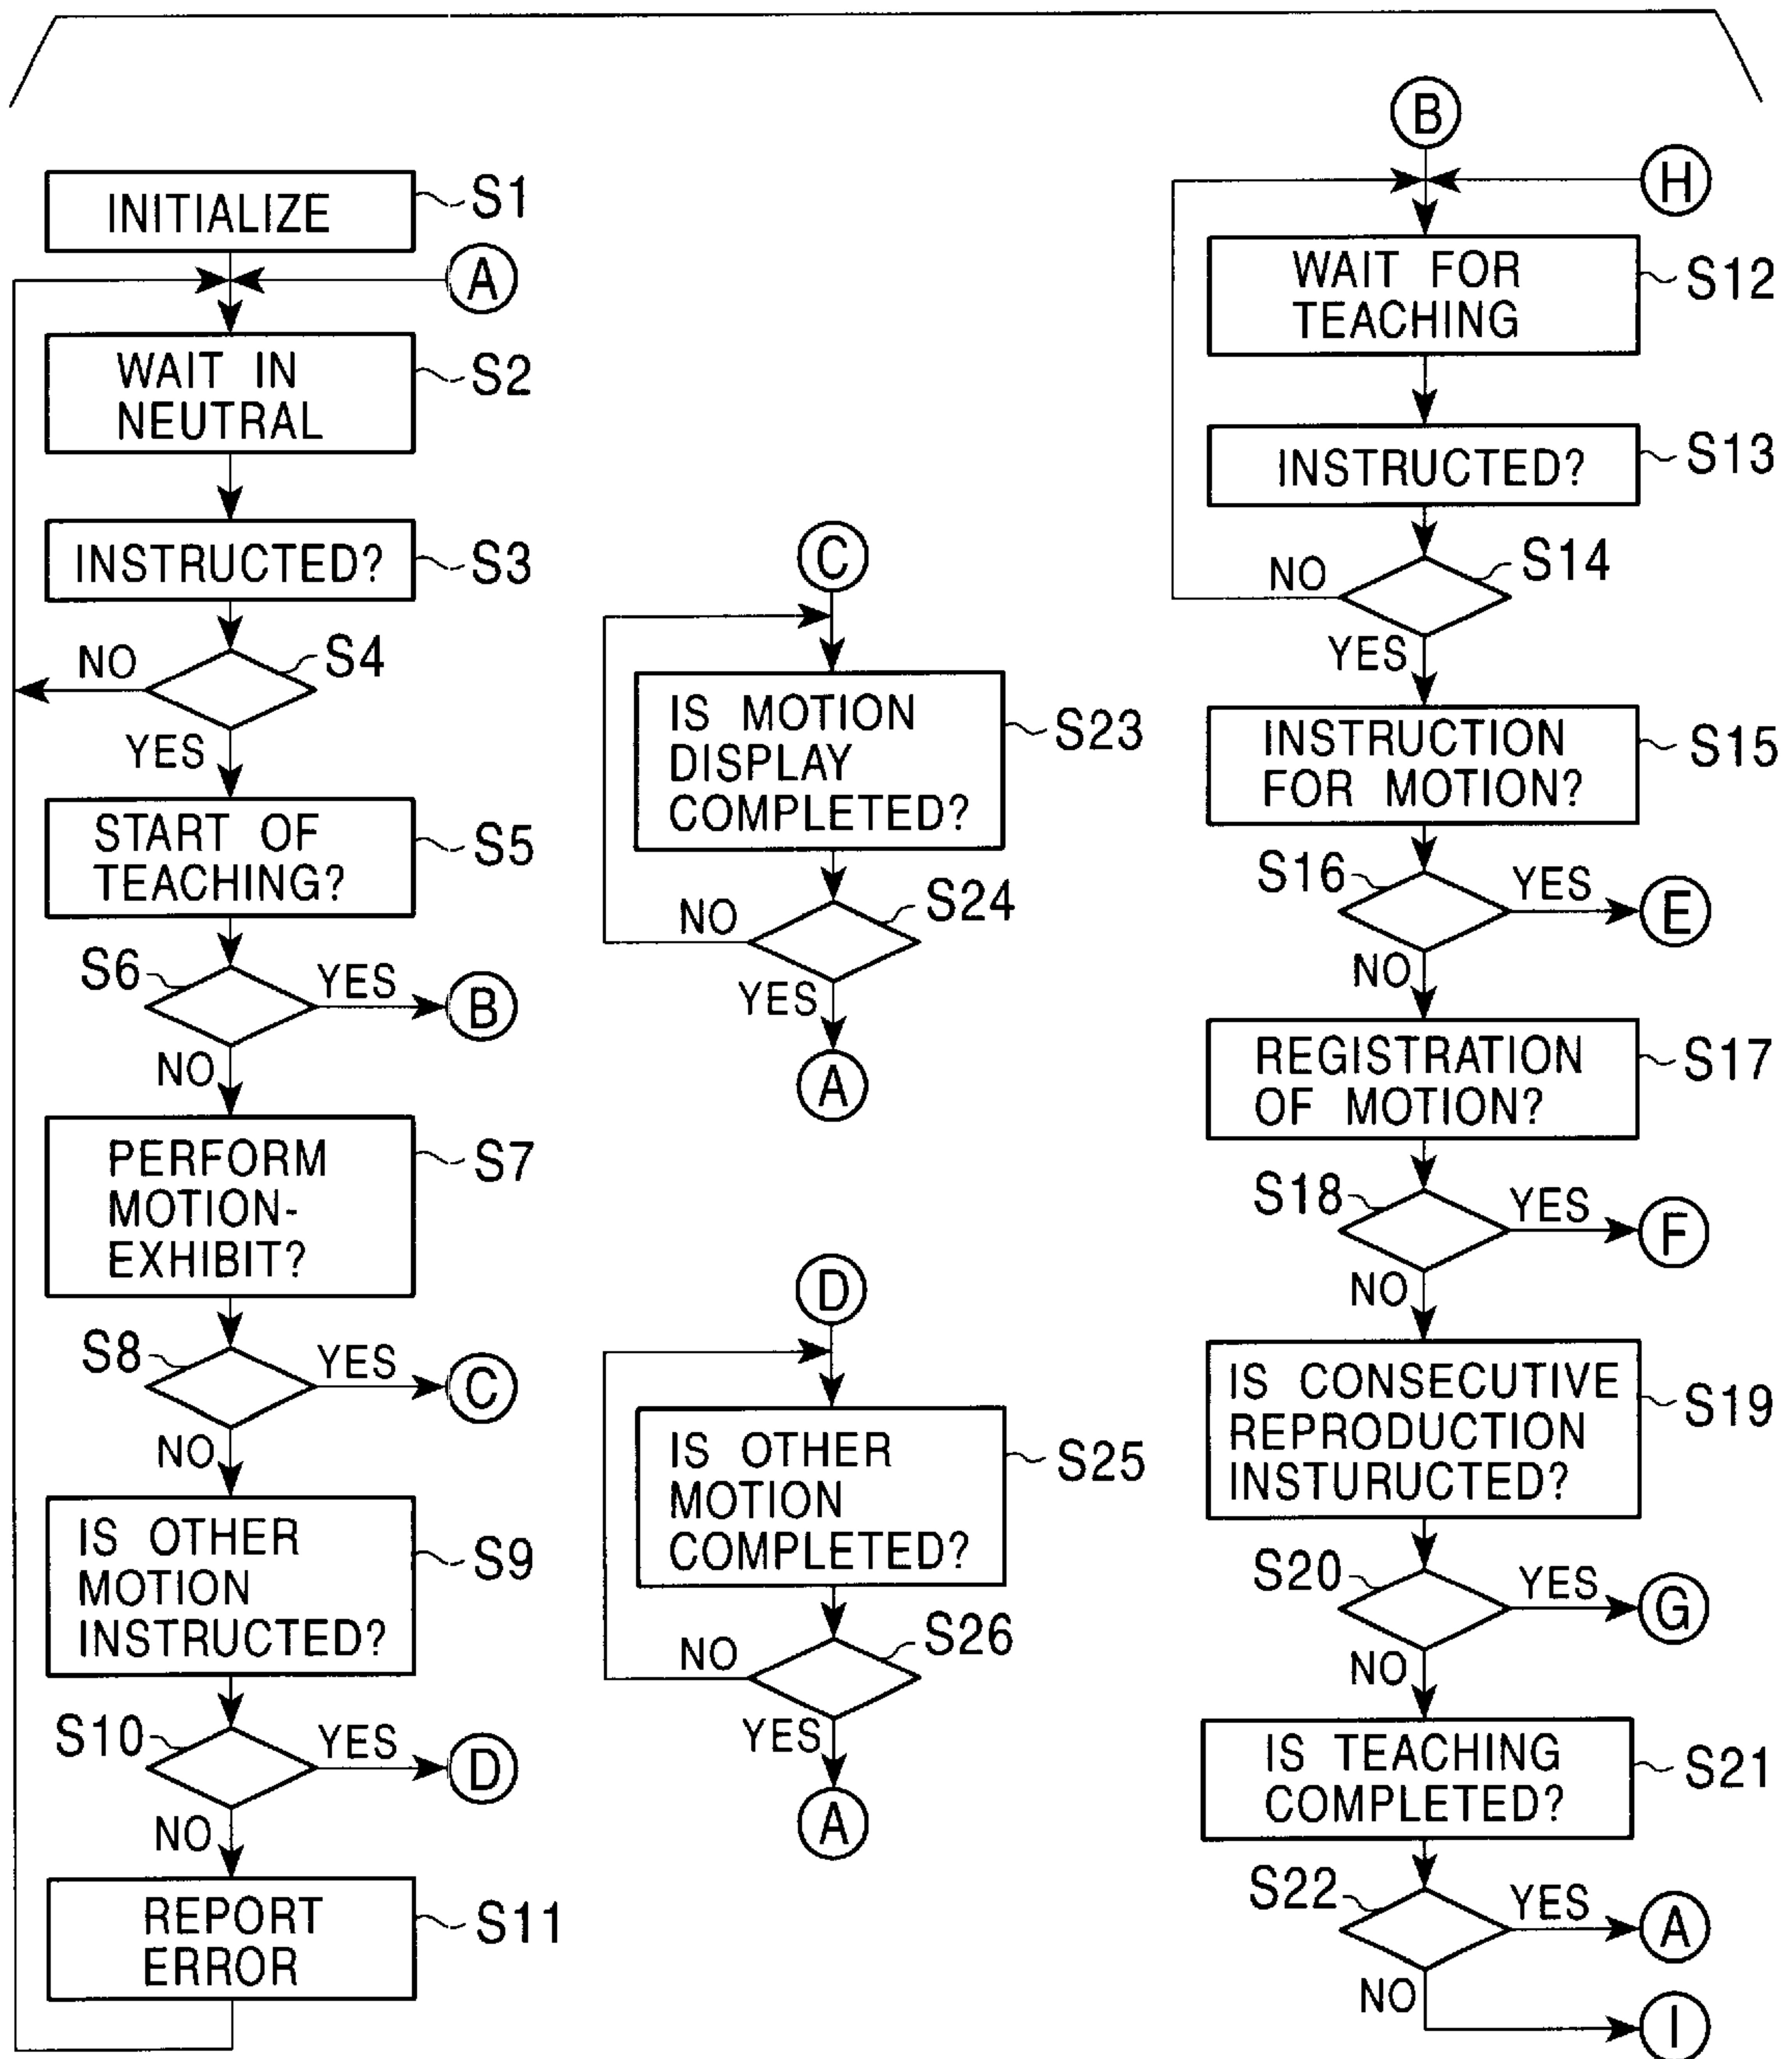 INITIALIZE
S1
A
WAIT IN
NEUTRAL
S2
INSTRUCTED?
S3
S4
NO
YES
START OF
TEACHING?
S5
S6
YES
B
NO
PERFORM
MOTION-
EXHIBIT?
S7
S8
YES
C
NO
IS OTHER
MOTION
INSTRUCTED?
S9
S10
YES
D
NO
REPORT
ERROR
S11
C
IS MOTION
DISPLAY
COMPLETED?
S23
S24
NO
YES
A
D
IS OTHER
MOTION
COMPLETED?
S25
S26
NO
YES
A
B
H
WAIT FOR
TEACHING
S12
INSTRUCTED?
S13
S14
NO
YES
INSTRUCTION
FOR MOTION?
S15
S16
YES
E
NO
REGISTRATION
OF MOTION?
S17
S18
YES
F
NO
IS CONSECUTIVE
REPRODUCTION
INSTURUCTED?
S19
S20
YES
G
NO
IS TEACHING
COMPLETED?
S21
S22
YES
A
NO
I